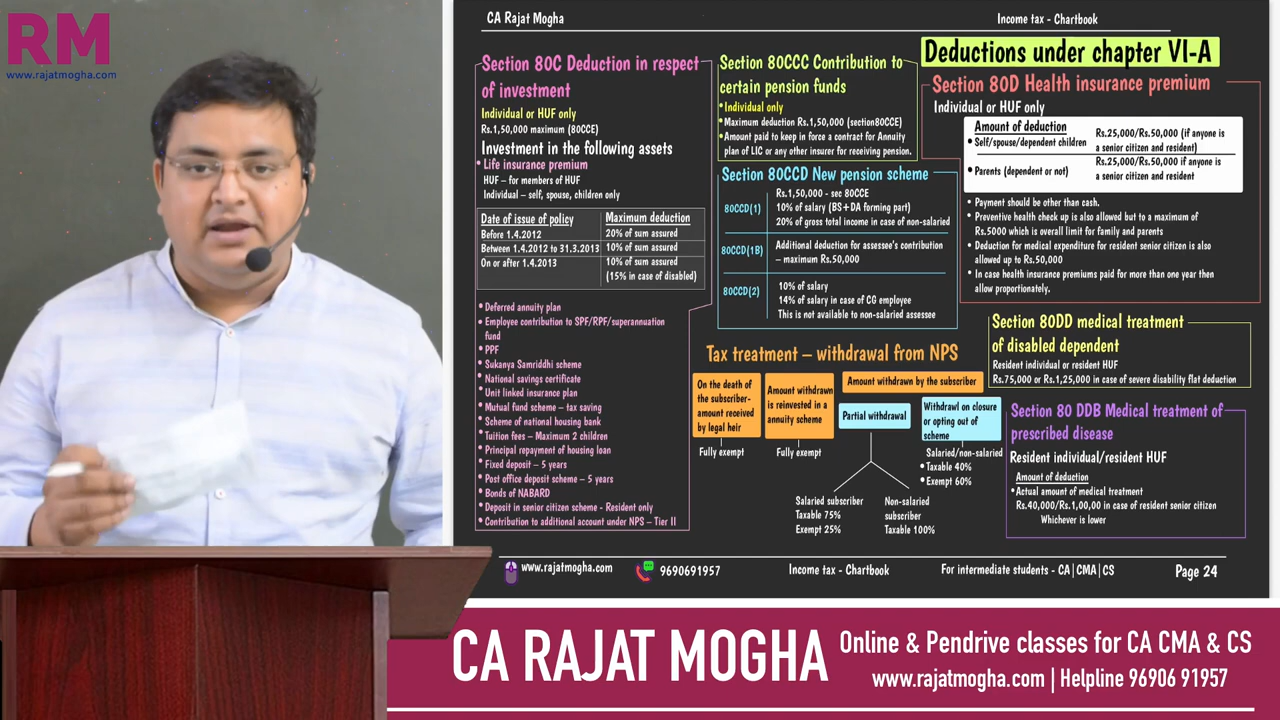 RM
www.rajatmogha.com
CA Rajat Mogha
Income tax - Chartbook
Deductions under chapter VI-A
Section 80C Deduction in respect
of investment
Individual or HUF only
Rs.1,50,000 maximum (80CCE)
Investment in the following assets
• Life insurance premium
HUF – for members of HUF
Individual – self, spouse, children only
Date of issue of policy
Maximum deduction
Before 1.4.2012
20% of sum assured
Between 1.4.2012 to 31.3.2013
10% of sum assured
On or after 1.4.2013
10% of sum assured
(15% in case of disabled)
• Deferred annuity plan
• Employee contribution to SPF/RPF/superannuation
fund
• PPF
• Sukanya Samriddhi scheme
• National savings certificate
• Unit linked insurance plan
• Mutual fund scheme – tax saving
• Scheme of national housing bank
• Tuition fees – Maximum 2 children
• Principal repayment of housing loan
• Fixed deposit – 5 years
• Post office deposit scheme – 5 years
• Bonds of NABARD
• Deposit in senior citizen scheme - Resident only
• Contribution to additional account under NPS – Tier II
Section 80CCC Contribution to
certain pension funds
• Individual only
• Maximum deduction Rs.1,50,000 (section80CCE)
• Amount paid to keep in force a contract for Annuity
plan of LIC or any other insurer for receiving pension.
Section 80CCD New pension scheme
80CCD(1)
Rs.1,50,000 - sec 80CCE
10% of salary (BS+DA forming part)
20% of gross total income in case of non-salaried
80CCD(1B)
Additional deduction for assessee's contribution
– maximum Rs.50,000
80CCD(2)
10% of salary
14% of salary in case of CG employee
This is not available to non-salaried assessee
Tax treatment – withdrawal from NPS
On the death of
the subscriber-
amount received
by legal heir
Fully exempt
Amount withdrawn
is reinvested in a
annuity scheme
Fully exempt
Amount withdrawn by the subscriber
Partial withdrawal
Salaried subscriber
Taxable 75%
Exempt 25%
Non-salaried
subscriber
Taxable 100%
Withdrawl on closure
or opting out of
scheme
Salaried/non-salaried
• Taxable 40%
• Exempt 60%
Section 80D Health insurance premium
Individual or HUF only
Amount of deduction
• Self/spouse/dependent children
Rs.25,000/Rs.50,000 (if anyone is
a senior citizen and resident)
• Parents (dependent or not)
Rs.25,000/Rs.50,000 if anyone is
a senior citizen and resident
• Payment should be other than cash.
• Preventive health check up is also allowed but to a maximum of
Rs.5000 which is overall limit for family and parents
• Deduction for medical expenditure for resident senior citizen is also
allowed up to Rs.50,000
• In case health insurance premiums paid for more than one year then
allow proportionately.
Section 80DD medical treatment
of disabled dependent
Resident individual or resident HUF
Rs.75,000 or Rs.1,25,000 in case of severe disability flat deduction
Section 80 DDB Medical treatment of
prescribed disease
Resident individual/resident HUF
Amount of deduction
• Actual amount of medical treatment
Rs.40,000/Rs.1,00,00 in case of resident senior citizen
Whichever is lower
www.rajatmogha.com
9690691957
Income tax - Chartbook
For intermediate students - CA|CMA|CS
Page 24
CA RAJAT MOGHA
Online & Pendrive classes for CA CMA & CS
www.rajatmogha.com | Helpline 96906 91957